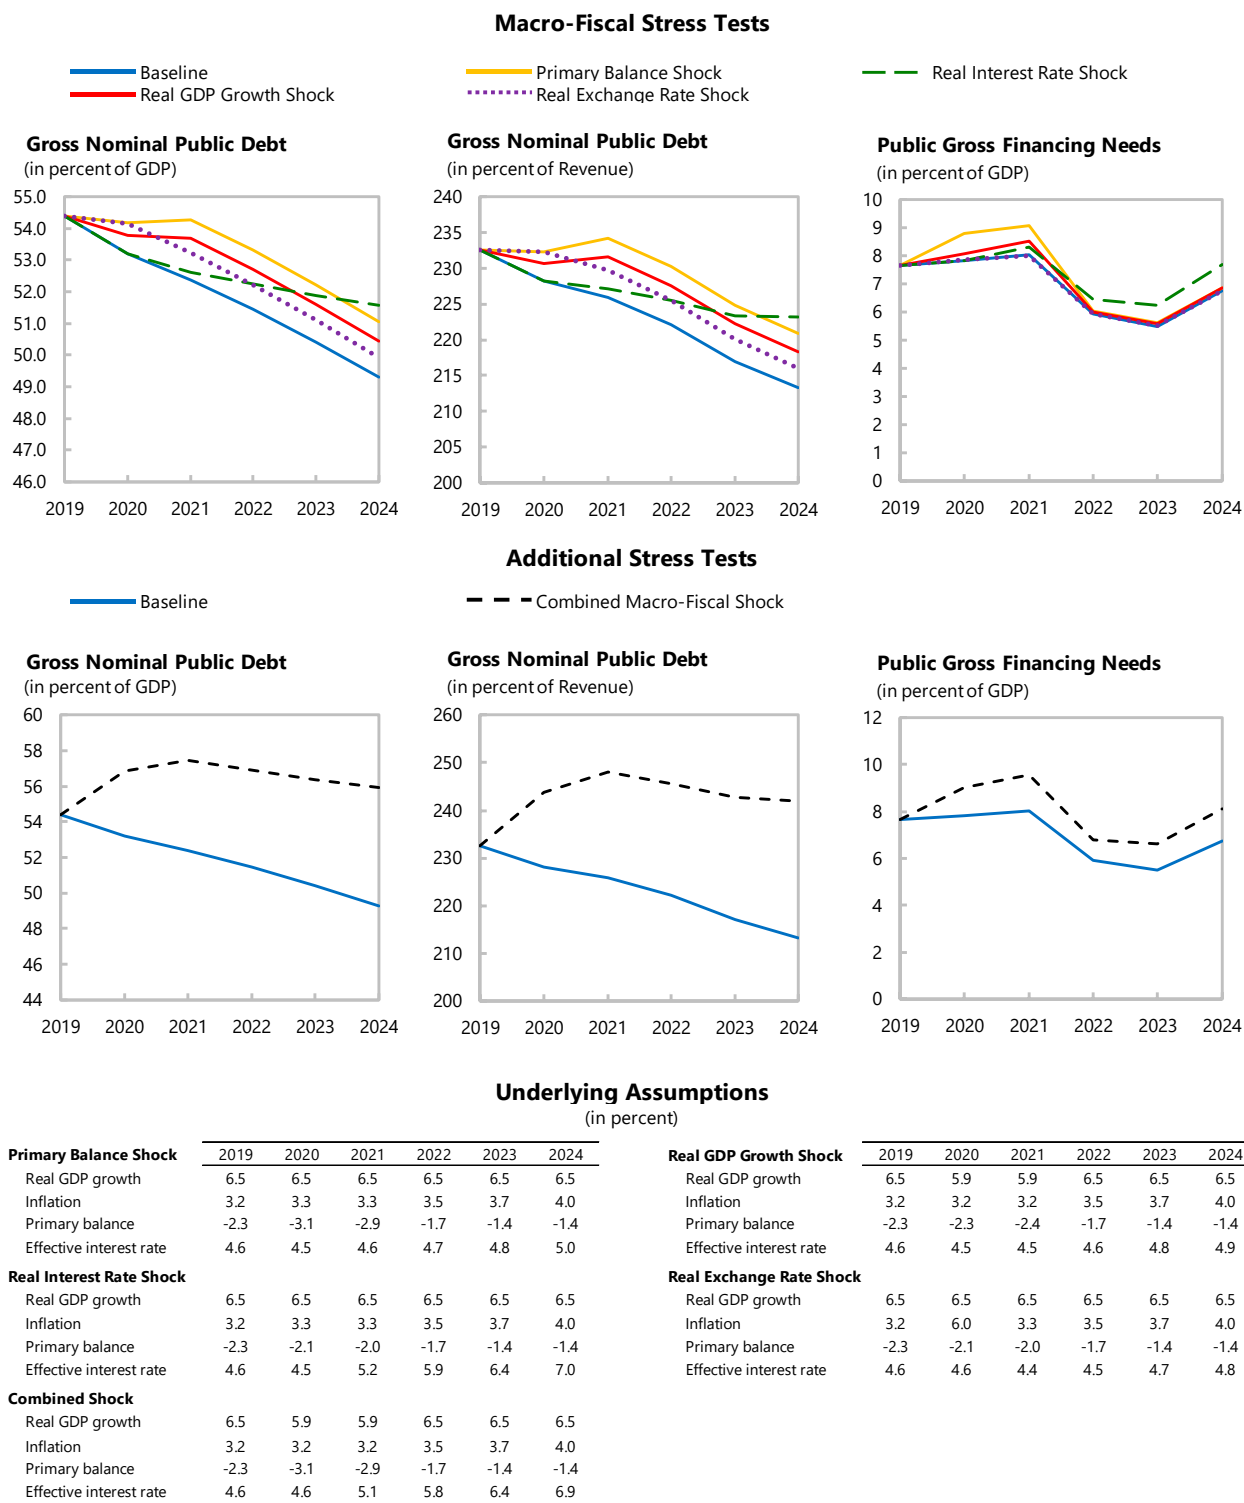 Macro-Fiscal Stress Tests
Baseline
Primary Balance Shock
Real Interest Rate Shock
Real GDP Growth Shock
Real Exchange Rate Shock
Gross Nominal Public Debt
(in percent of GDP)
55.0
54.0
53.0
52.0
51.0
50.0
49.0
48.0
47.0
46.0
2019 2020 2021 2022 2023 2024
Gross Nominal Public Debt
(in percent of Revenue)
240
235
230
225
220
215
210
205
200
2019 2020 2021 2022 2023 2024
Public Gross Financing Needs
(in percent of GDP)
10
9
8
7
6
5
4
3
2
1
0
2019 2020 2021 2022 2023 2024
Additional Stress Tests
Baseline
Combined Macro-Fiscal Shock
Gross Nominal Public Debt
(in percent of GDP)
60
58
56
54
52
50
48
46
44
2019 2020 2021 2022 2023 2024
Gross Nominal Public Debt
(in percent of Revenue)
260
250
240
230
220
210
200
2019 2020 2021 2022 2023 2024
Public Gross Financing Needs
(in percent of GDP)
12
10
8
6
4
2
0
2019 2020 2021 2022 2023 2024
Underlying Assumptions
(in percent)
Primary Balance Shock 2019 2020 2021 2022 2023 2024
Real GDP growth 6.5 6.5 6.5 6.5 6.5 6.5
Inflation 3.2 3.3 3.3 3.5 3.7 4.0
Primary balance -2.3 -3.1 -2.9 -1.7 -1.4 -1.4
Effective interest rate 4.6 4.5 4.6 4.7 4.8 5.0
Real Interest Rate Shock
Real GDP growth 6.5 6.5 6.5 6.5 6.5 6.5
Inflation 3.2 3.3 3.3 3.5 3.7 4.0
Primary balance -2.3 -2.1 -2.0 -1.7 -1.4 -1.4
Effective interest rate 4.6 4.5 5.2 5.9 6.4 7.0
Combined Shock
Real GDP growth 6.5 5.9 5.9 6.5 6.5 6.5
Inflation 3.2 3.2 3.2 3.5 3.7 4.0
Primary balance -2.3 -3.1 -2.9 -1.7 -1.4 -1.4
Effective interest rate 4.6 4.6 5.1 5.8 6.4 6.9
Real GDP Growth Shock 2019 2020 2021 2022 2023 2024
Real GDP growth 6.5 5.9 5.9 6.5 6.5 6.5
Inflation 3.2 3.2 3.2 3.5 3.7 4.0
Primary balance -2.3 -2.3 -2.4 -1.7 -1.4 -1.4
Effective interest rate 4.6 4.5 4.5 4.6 4.8 4.9
Real Exchange Rate Shock
Real GDP growth 6.5 6.5 6.5 6.5 6.5 6.5
Inflation 3.2 6.0 3.3 3.5 3.7 4.0
Primary balance -2.3 -2.1 -2.0 -1.7 -1.4 -1.4
Effective interest rate 4.6 4.6 4.4 4.5 4.7 4.8